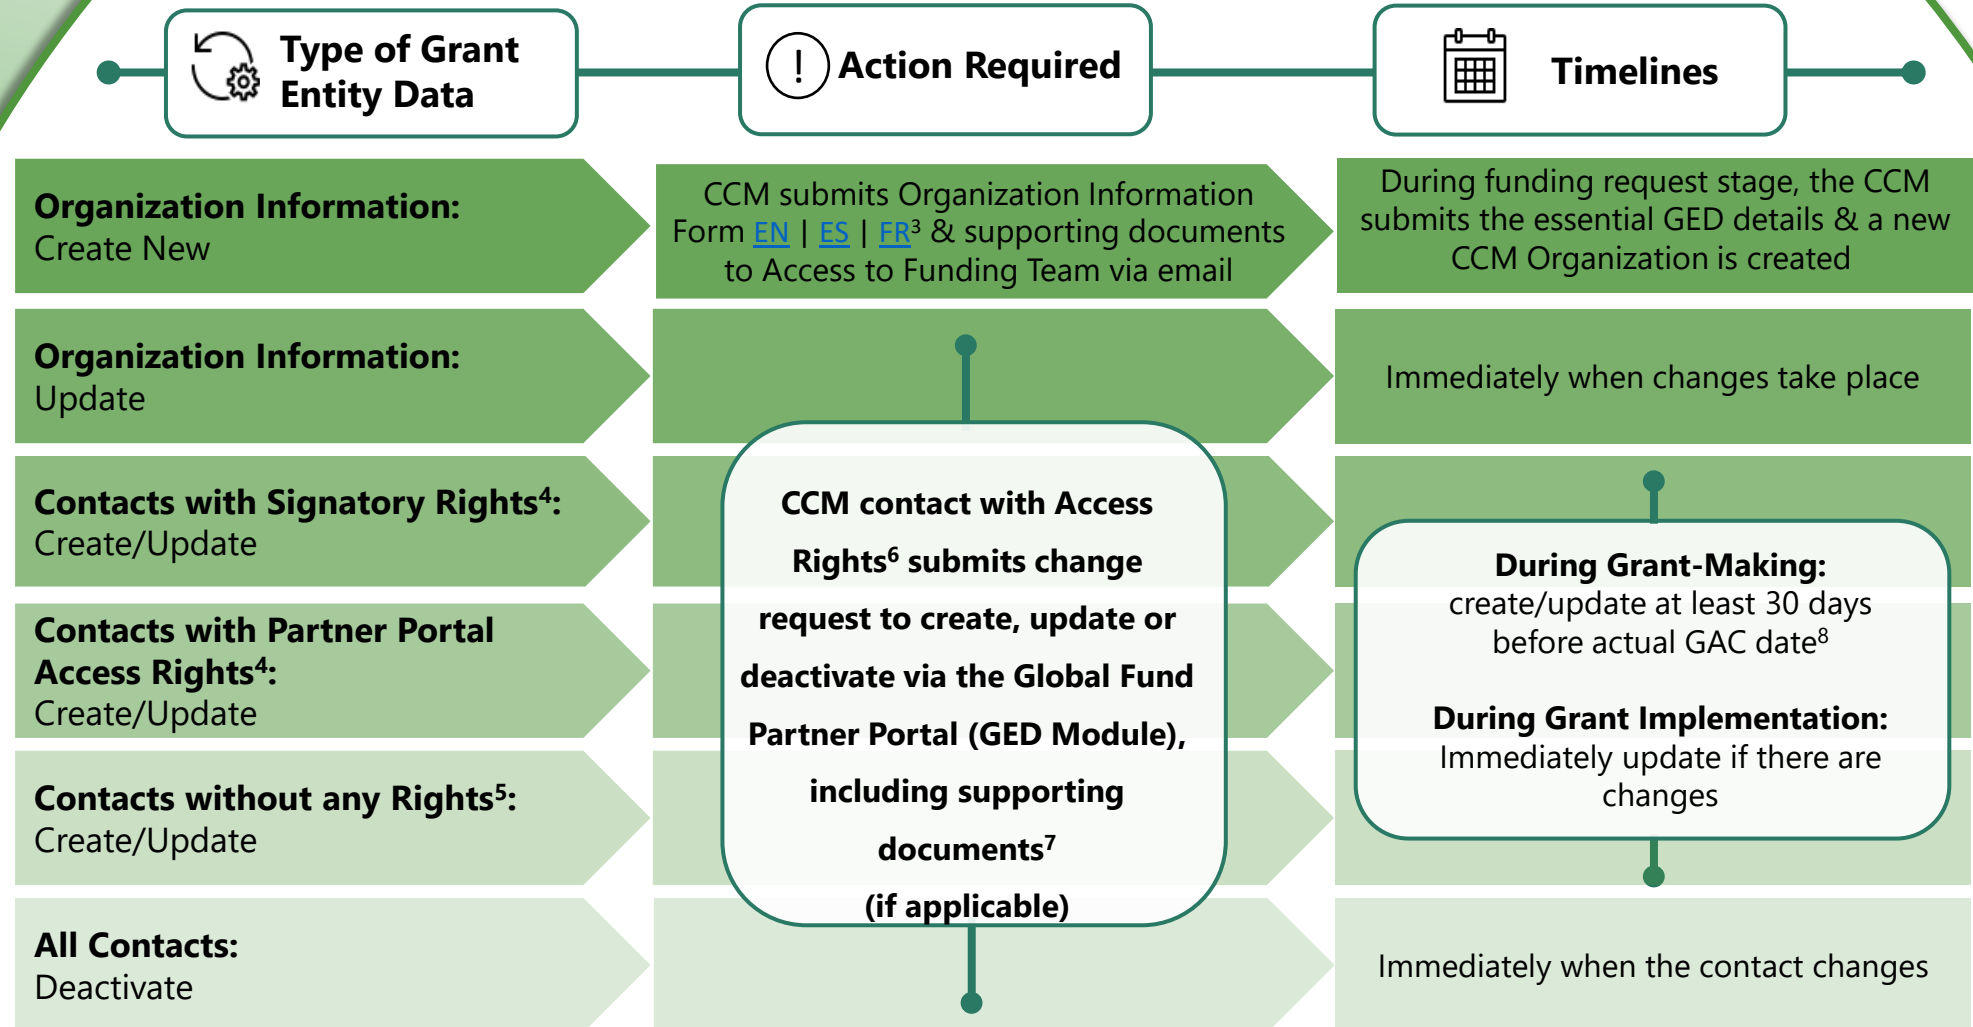 Type of Grant
Entity Data
Action Required
Timelines
Organization Information:
Create New
CCM submits Organization Information
Form EN | ES | FR³ & supporting documents
to Access to Funding Team via email
During funding request stage, the CCM
submits the essential GED details & a new
CCM Organization is created
Organization Information:
Update
Immediately when changes take place
Contacts with Signatory Rights⁴:
Create/Update
Contacts with Partner Portal
Access Rights⁴:
Create/Update
Contacts without any Rights⁵:
Create/Update
All Contacts:
Deactivate
CCM contact with Access
Rights⁶ submits change
request to create, update or
deactivate via the Global Fund
Partner Portal (GED Module),
including supporting
documents⁷
(if applicable)
During Grant-Making:
create/update at least 30 days
before actual GAC date⁸
During Grant Implementation:
Immediately update if there are
changes
Immediately when the contact changes